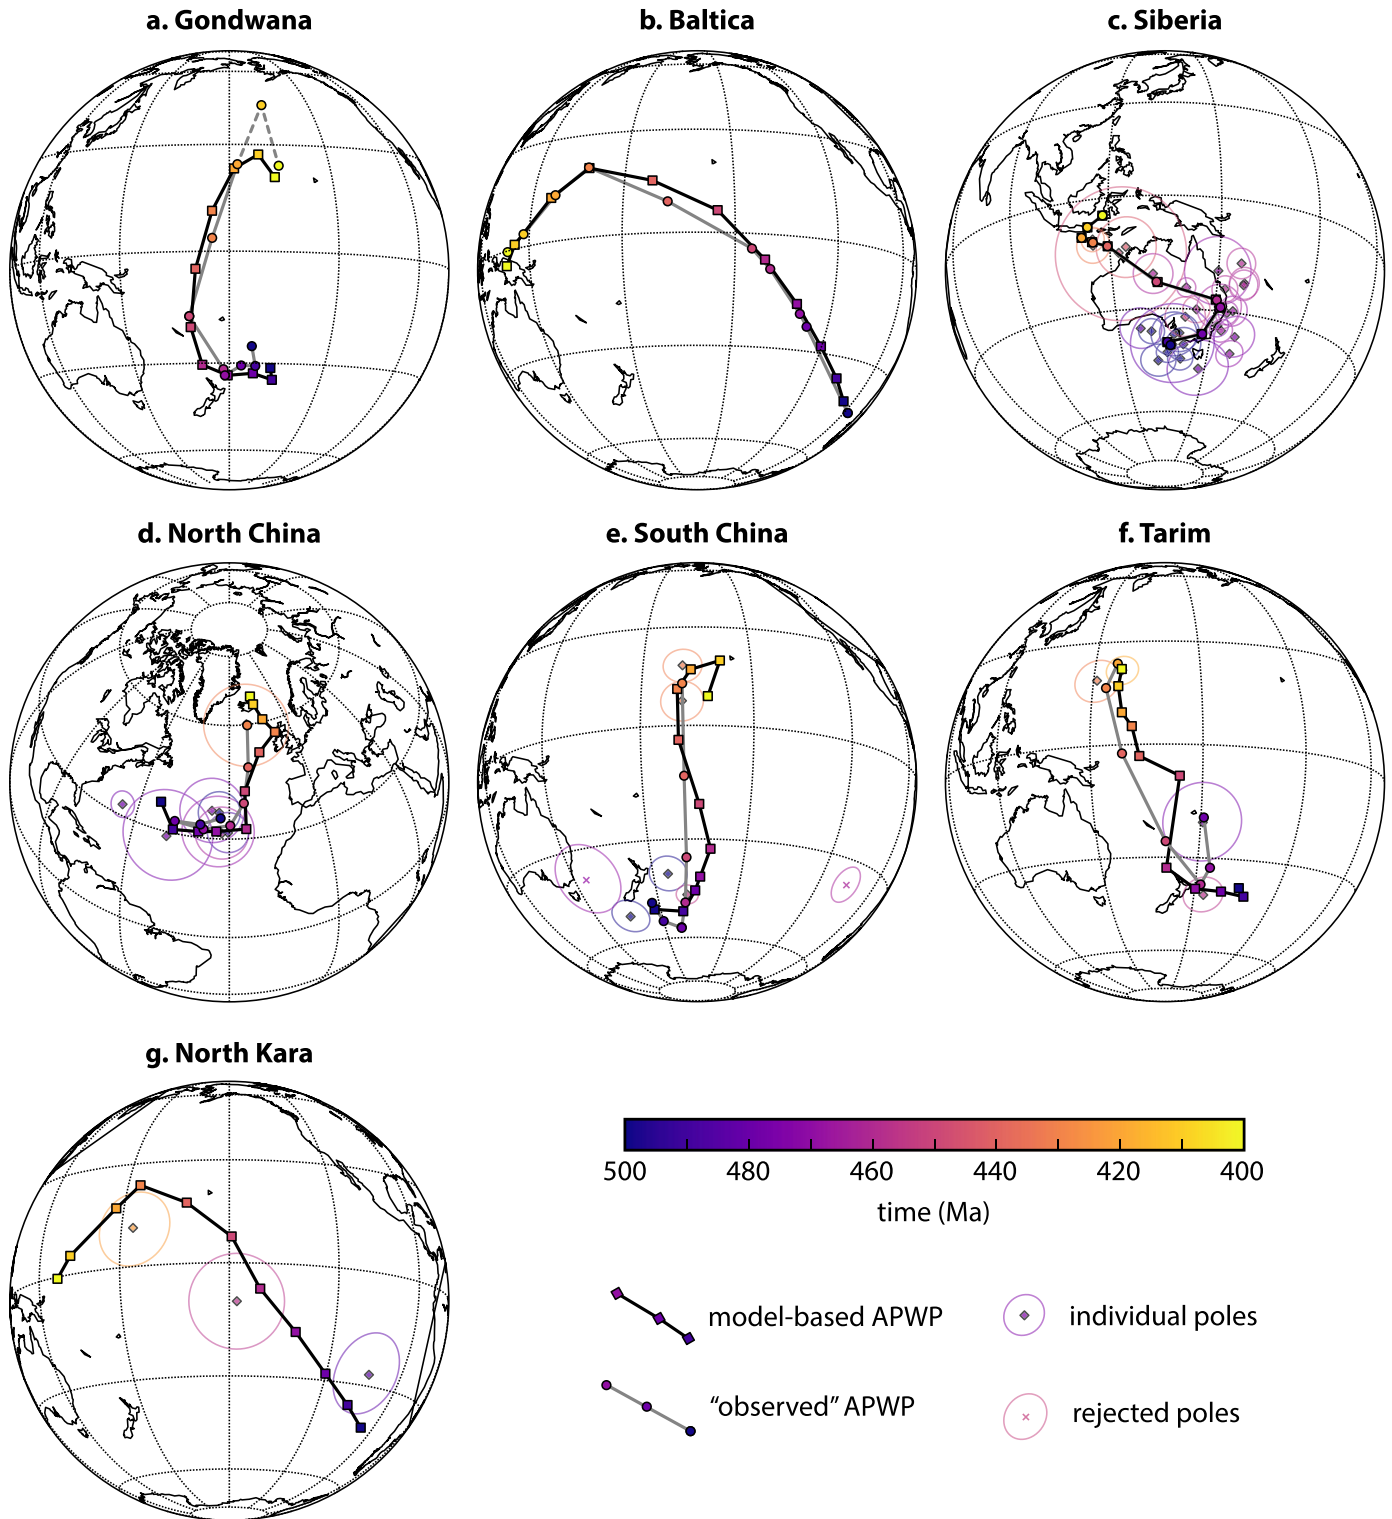 a. Gondwana
b. Baltica
c. Siberia
d. North China
e. South China
f. Tarim
g. North Kara
500 480 460 440 420 400
time (Ma)
model-based APWP
individual poles
“observed” APWP
rejected poles